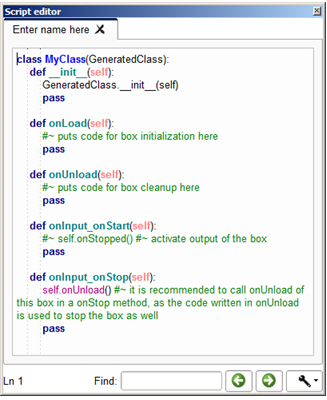 Script editor
Enter name here X
class MyClass(GeneratedClass):
def __init__(self):
GeneratedClass.__init__(self)
pass
def onLoad(self):
#~ puts code for box initialization here
pass
def onUnload(self):
#~ puts code for box cleanup here
pass
def onInput_onStart(self):
#~ self.onStopped() #~ activate output of the box
pass
def onInput_onStop(self):
self.onUnload() #~ it is recommended to call onUnload of
this box in a onStop method, as the code written in onUnload
is used to stop the box as well
pass
Ln 1 Find: